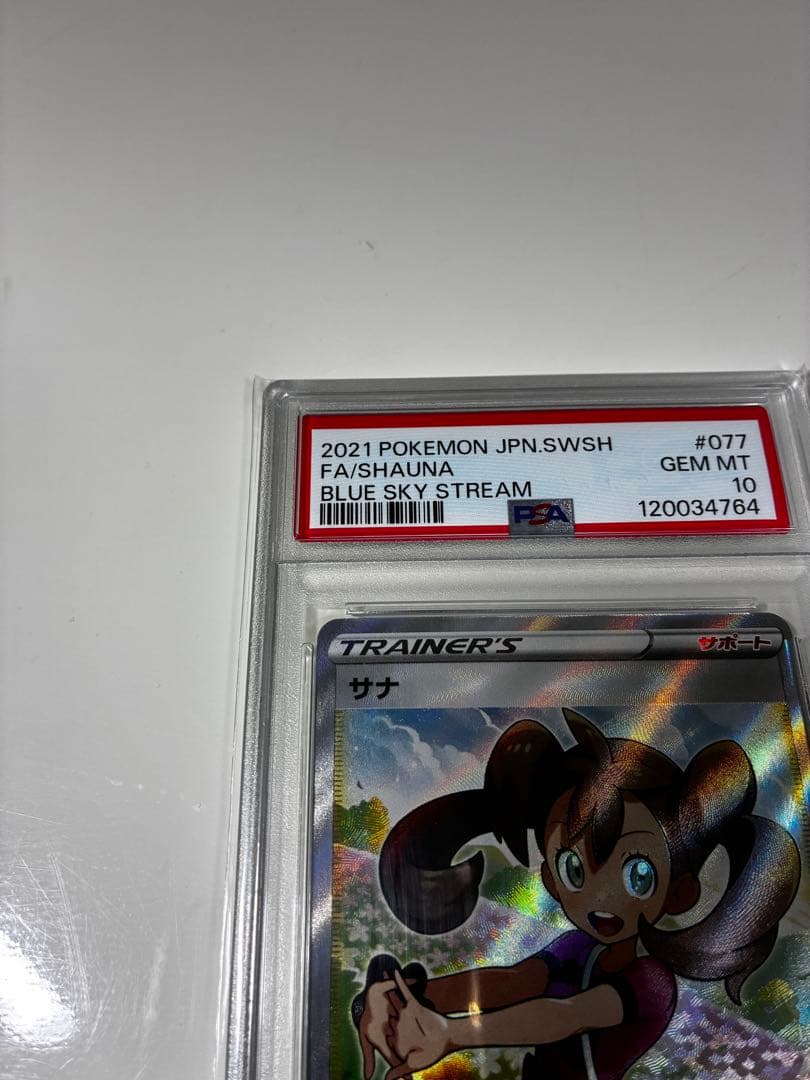 2021 POKEMON JPN.SWSH #077
FA/SHAUNA GEM MT
BLUE SKY STREAM 10
PSA 120034764
TRAINER'S サポート
サナ